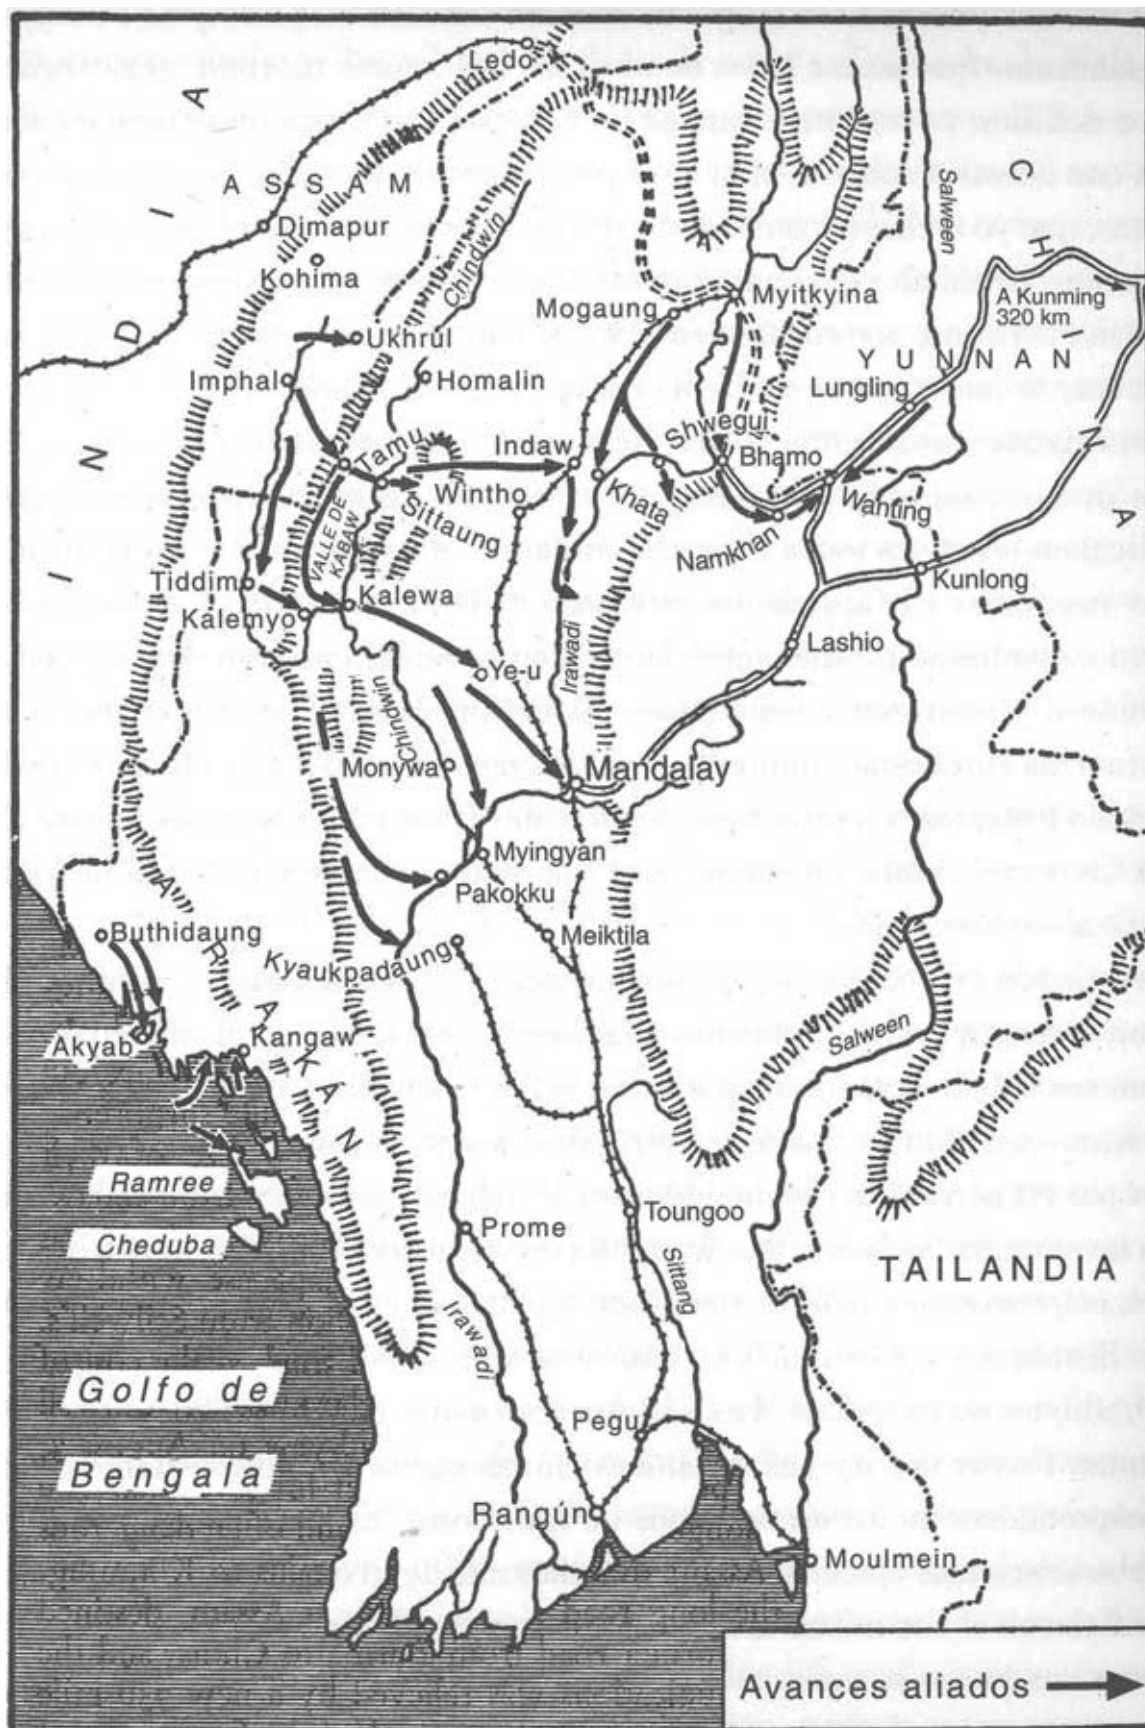 Ledo
INDIA
ASSAM
CHINA
Dimapur
Chindwin
Salween
Kohima
Mogaung
Myitkyina
A Kunming
320 km
Ukhrul
YUNNAN
Imphal
Homalin
Lungling
Shwegui
Tamu
Indaw
Bhamo
Wintho
Khata
Wanting
Sittaung
VALLE DE
KABAW
Namkhan
Tiddim
Kalewa
Kunlong
Kalemyo
Lashio
Irawadi
Ye-u
Chindwin
Monywa
Mandalay
Myingyan
Pakokku
Buthidaung
Meiktila
Kyaukpadaung
ARAKAN
Akyab
Kangaw
Salween
Ramree
Toungoo
Prome
Cheduba
Sittang
TAILANDIA
Irawadi
Golfo de
Bengala
Pegu
Rangún
Moulmein
Avances aliados